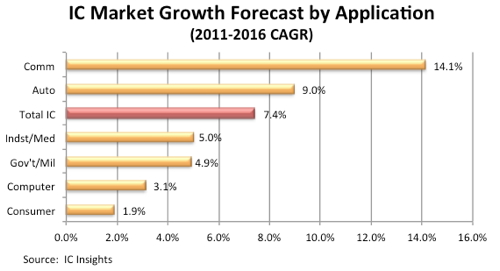 IC Market Growth Forecast by Application
(2011-2016 CAGR)
Comm 14.1%
Auto 9.0%
Total IC 7.4%
Indst/Med 5.0%
Gov't/Mil 4.9%
Computer 3.1%
Consumer 1.9%
0.0% 2.0% 4.0% 6.0% 8.0% 10.0% 12.0% 14.0% 16.0%
Source: IC Insights